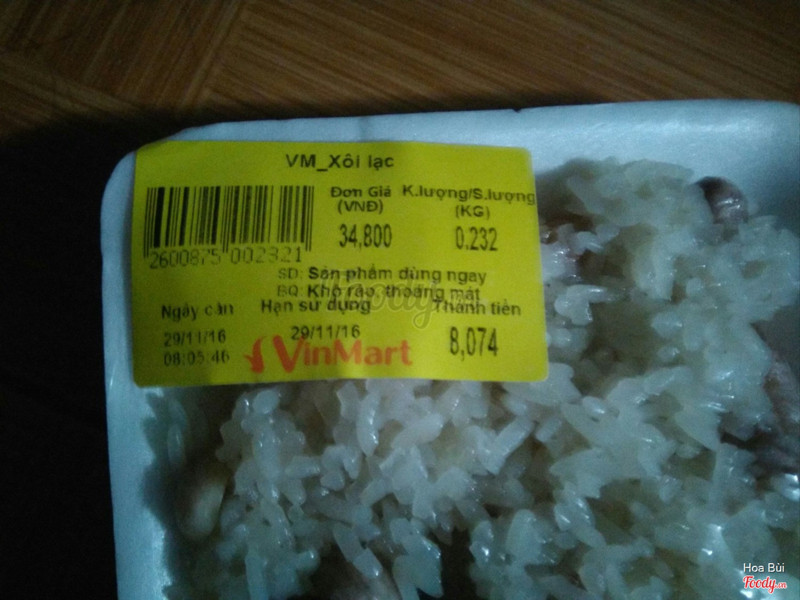 VM_Xôi lạc
Đơn Giá K.lượng/S.lượng
(VNĐ) (KG)
34,800 0.232
2600875 002321
SD: Sản phẩm dùng ngay
BQ: Khô ráo, thoáng mát
Ngày cân Hạn sử dụng Thành tiền
29/11/16 29/11/16 8,074
08:05:46
VinMart
Foody.vn
Hoa Bùi
Foody.vn